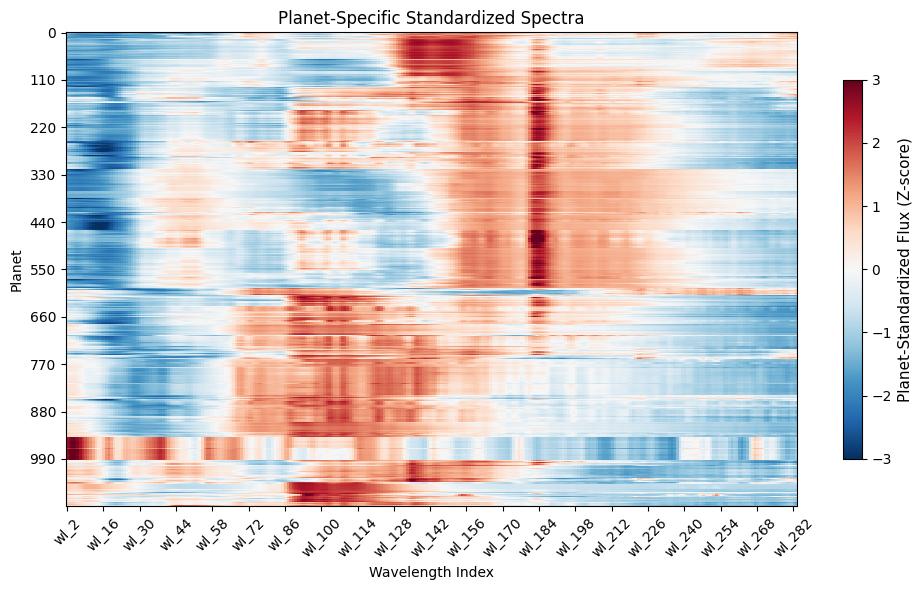 Planet-Specific Standardized Spectra
0
110
220
330
440
550
660
770
880
990
Planet
wl_2
wl_16
wl_30
wl_44
wl_58
wl_72
wl_86
wl_100
wl_114
wl_128
wl_142
wl_156
wl_170
wl_184
wl_198
wl_212
wl_226
wl_240
wl_254
wl_268
wl_282
Wavelength Index
3
2
1
0
−1
−2
−3
Planet-Standardized Flux (Z-score)